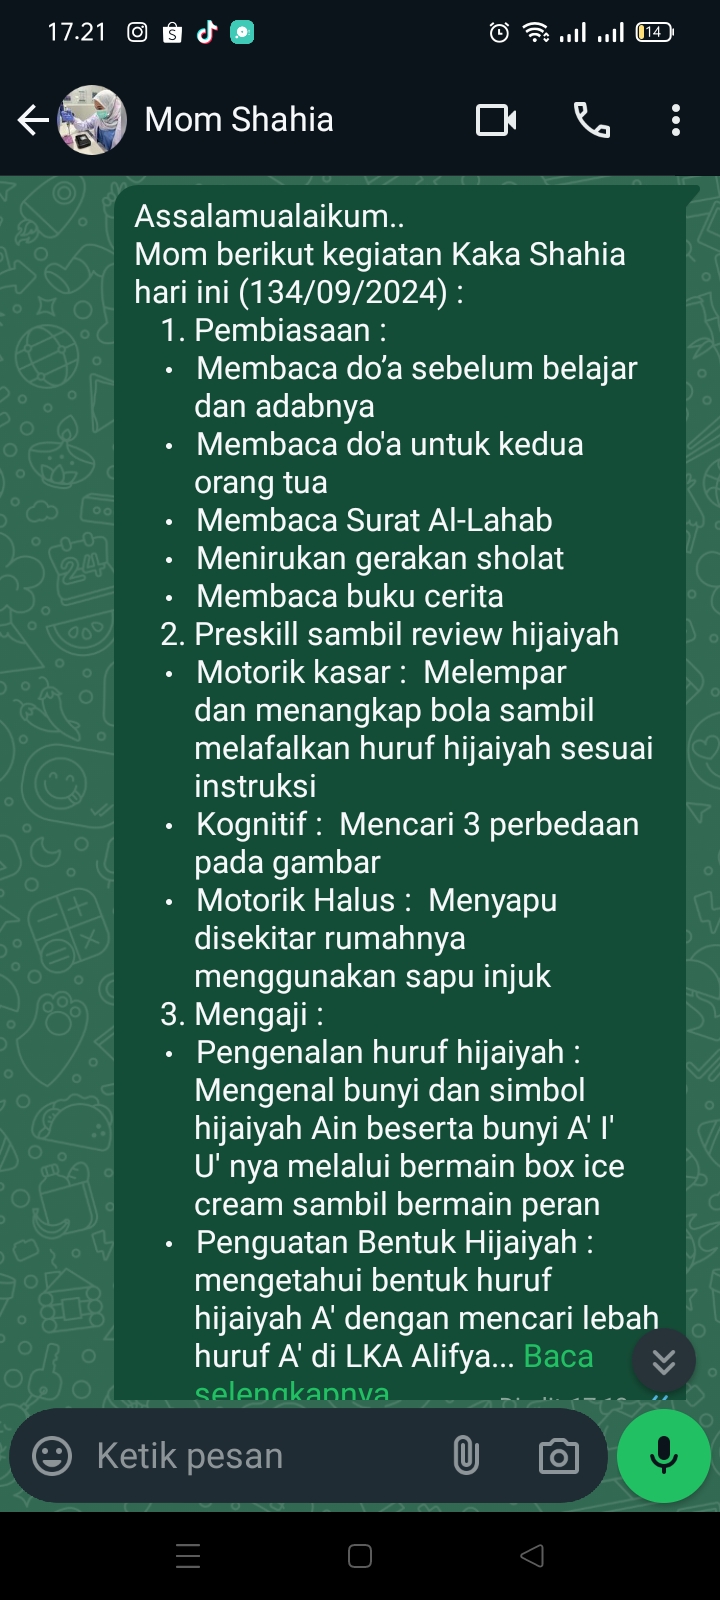 17.21
14
Mom Shahia
Assalamualaikum..
Mom berikut kegiatan Kaka Shahia
hari ini (134/09/2024) :
1. Pembiasaan :
• Membaca do’a sebelum belajar
dan adabnya
• Membaca do'a untuk kedua
orang tua
• Membaca Surat Al-Lahab
• Menirukan gerakan sholat
• Membaca buku cerita
2. Preskill sambil review hijaiyah
• Motorik kasar :  Melempar
dan menangkap bola sambil
melafalkan huruf hijaiyah sesuai
instruksi
• Kognitif :  Mencari 3 perbedaan
pada gambar
• Motorik Halus :  Menyapu
disekitar rumahnya
menggunakan sapu injuk
3. Mengaji :
• Pengenalan huruf hijaiyah :
Mengenal bunyi dan simbol
hijaiyah Ain beserta bunyi A' I'
U' nya melalui bermain box ice
cream sambil bermain peran
• Penguatan Bentuk Hijaiyah :
mengetahui bentuk huruf
hijaiyah A' dengan mencari lebah
huruf A' di LKA Alifya... Baca
selengkapnya
Ketik pesan